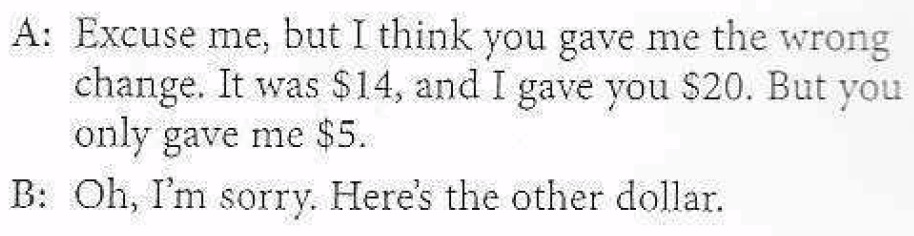 A: Excuse me, but I think you gave me the wrong
change. It was $14, and I gave you $20. But you
only gave me $5.
B: Oh, I'm sorry. Here's the other dollar.